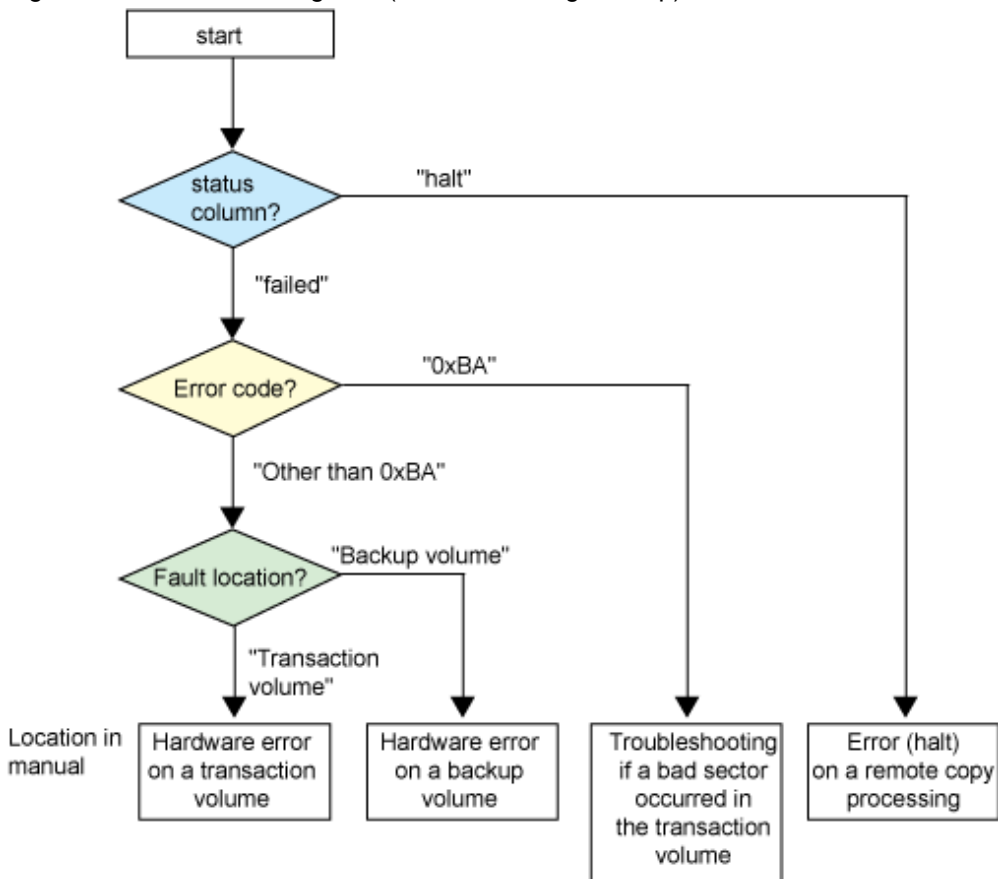 start
status
column?
"halt"
"failed"
Error code?
"0xBA"
"Other than 0xBA"
Fault location?
"Backup volume"
"Transaction
volume"
Location in
manual
Hardware error
on a transaction
volume
Hardware error
on a backup
volume
Troubleshooting
if a bad sector
occurred in
the transaction
volume
Error (halt)
on a remote copy
processing